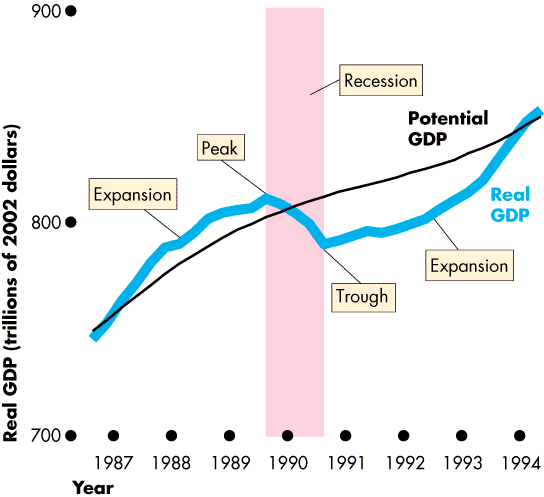 900
Recession
Potential
GDP
Peak
Expansion
Real
GDP
800
Expansion
Trough
Real GDP (trillions of 2002 dollars)
700
1987 1988 1989 1990 1991 1992 1993 1994
Year